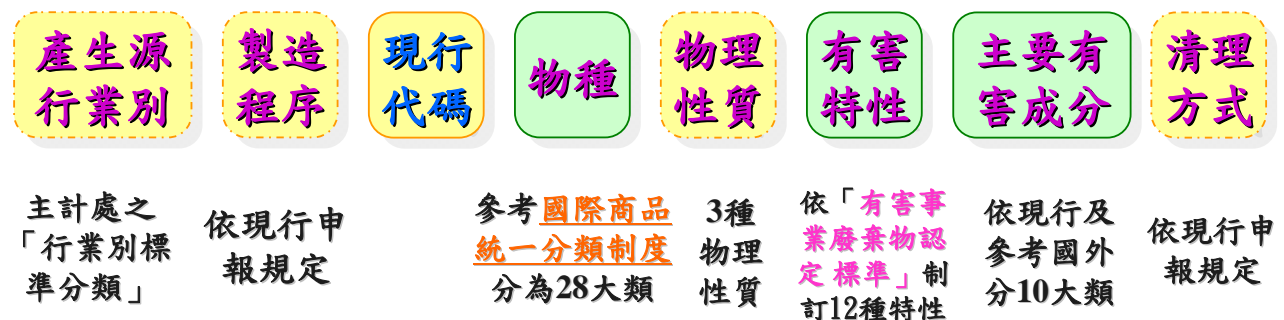 產生源
行業別
製造
程序
現行
代碼
物種
物理
性質
有害
特性
主要有
害成分
清理
方式
主計處之
「行業別標
準分類」
依現行申
報規定
參考國際商品
統一分類制度
分為28大類
3種
物理
性質
依「有害事
業廢棄物認
定標準」制
訂12種特性
依現行及
參考國外
分10大類
依現行申
報規定